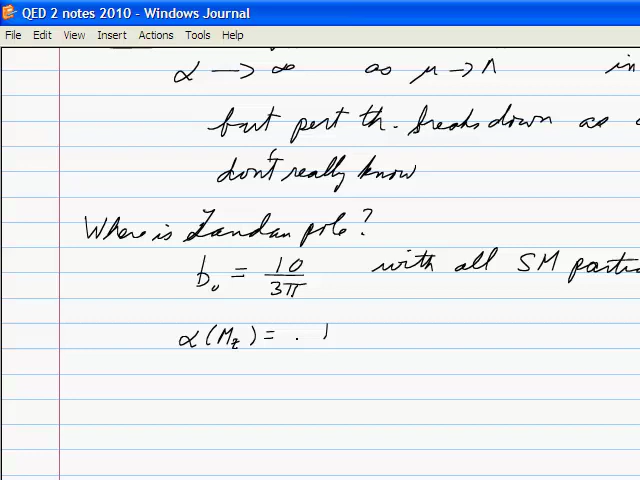 QED 2 notes 2010 - Windows Journal
File Edit View Insert Actions Tools Help
α → ∞ as μ → Λ in
but pert th. breaks down as
don't really know
Where is Landau pole?
b₀ = 10/3π with all SM partic
α(M_z) = .